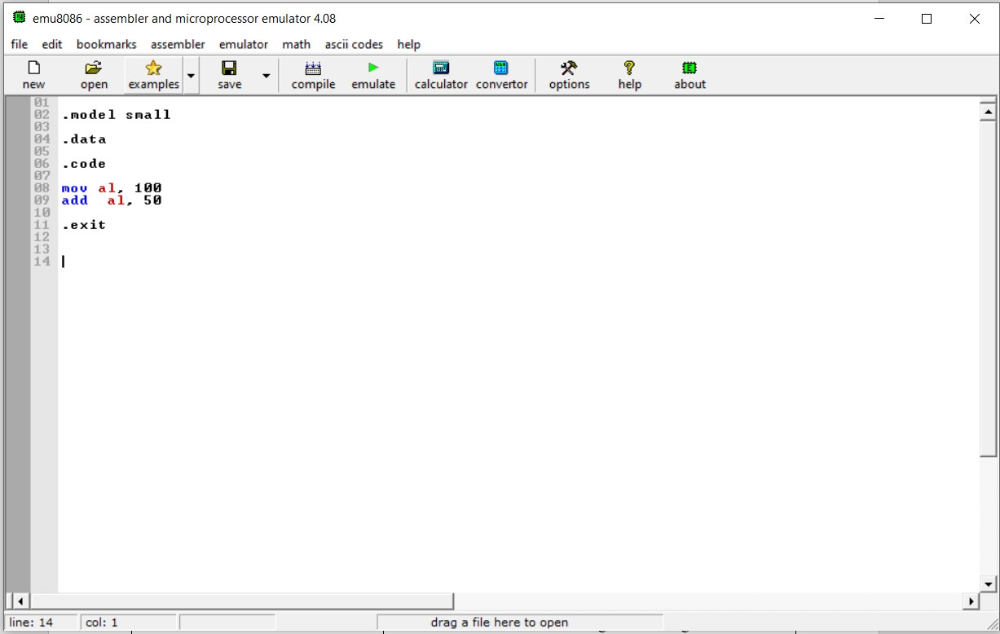 emu8086 - assembler and microprocessor emulator 4.08
file edit bookmarks assembler emulator math ascii codes help
new open examples save compile emulate calculator convertor options help about
01
02 .model small
03
04 .data
05
06 .code
07
08 mov al, 100
09 add  al, 50
10
11 .exit
12
13
14
line: 14 col: 1 drag a file here to open